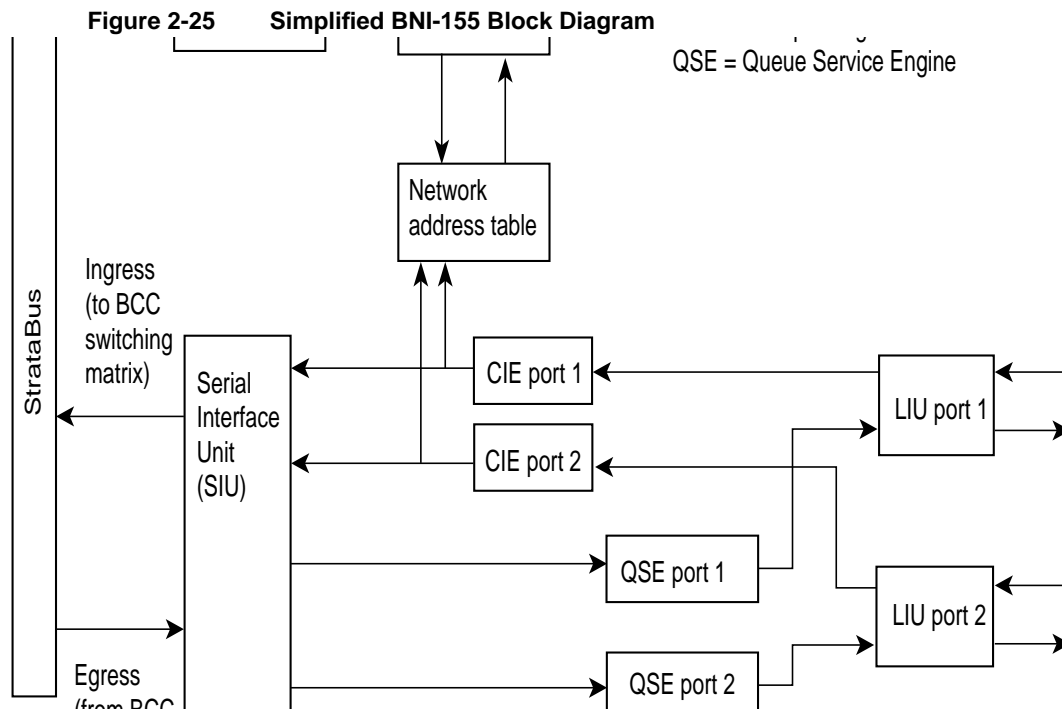 Figure 2-25 Simplified BNI-155 Block Diagram
QSE = Queue Service Engine
Network
address table
Ingress
(to BCC
switching
matrix)
StrataBus
Serial
Interface
Unit
(SIU)
CIE port 1
LIU port 1
CIE port 2
QSE port 1
LIU port 2
Egress
(from BCC
QSE port 2